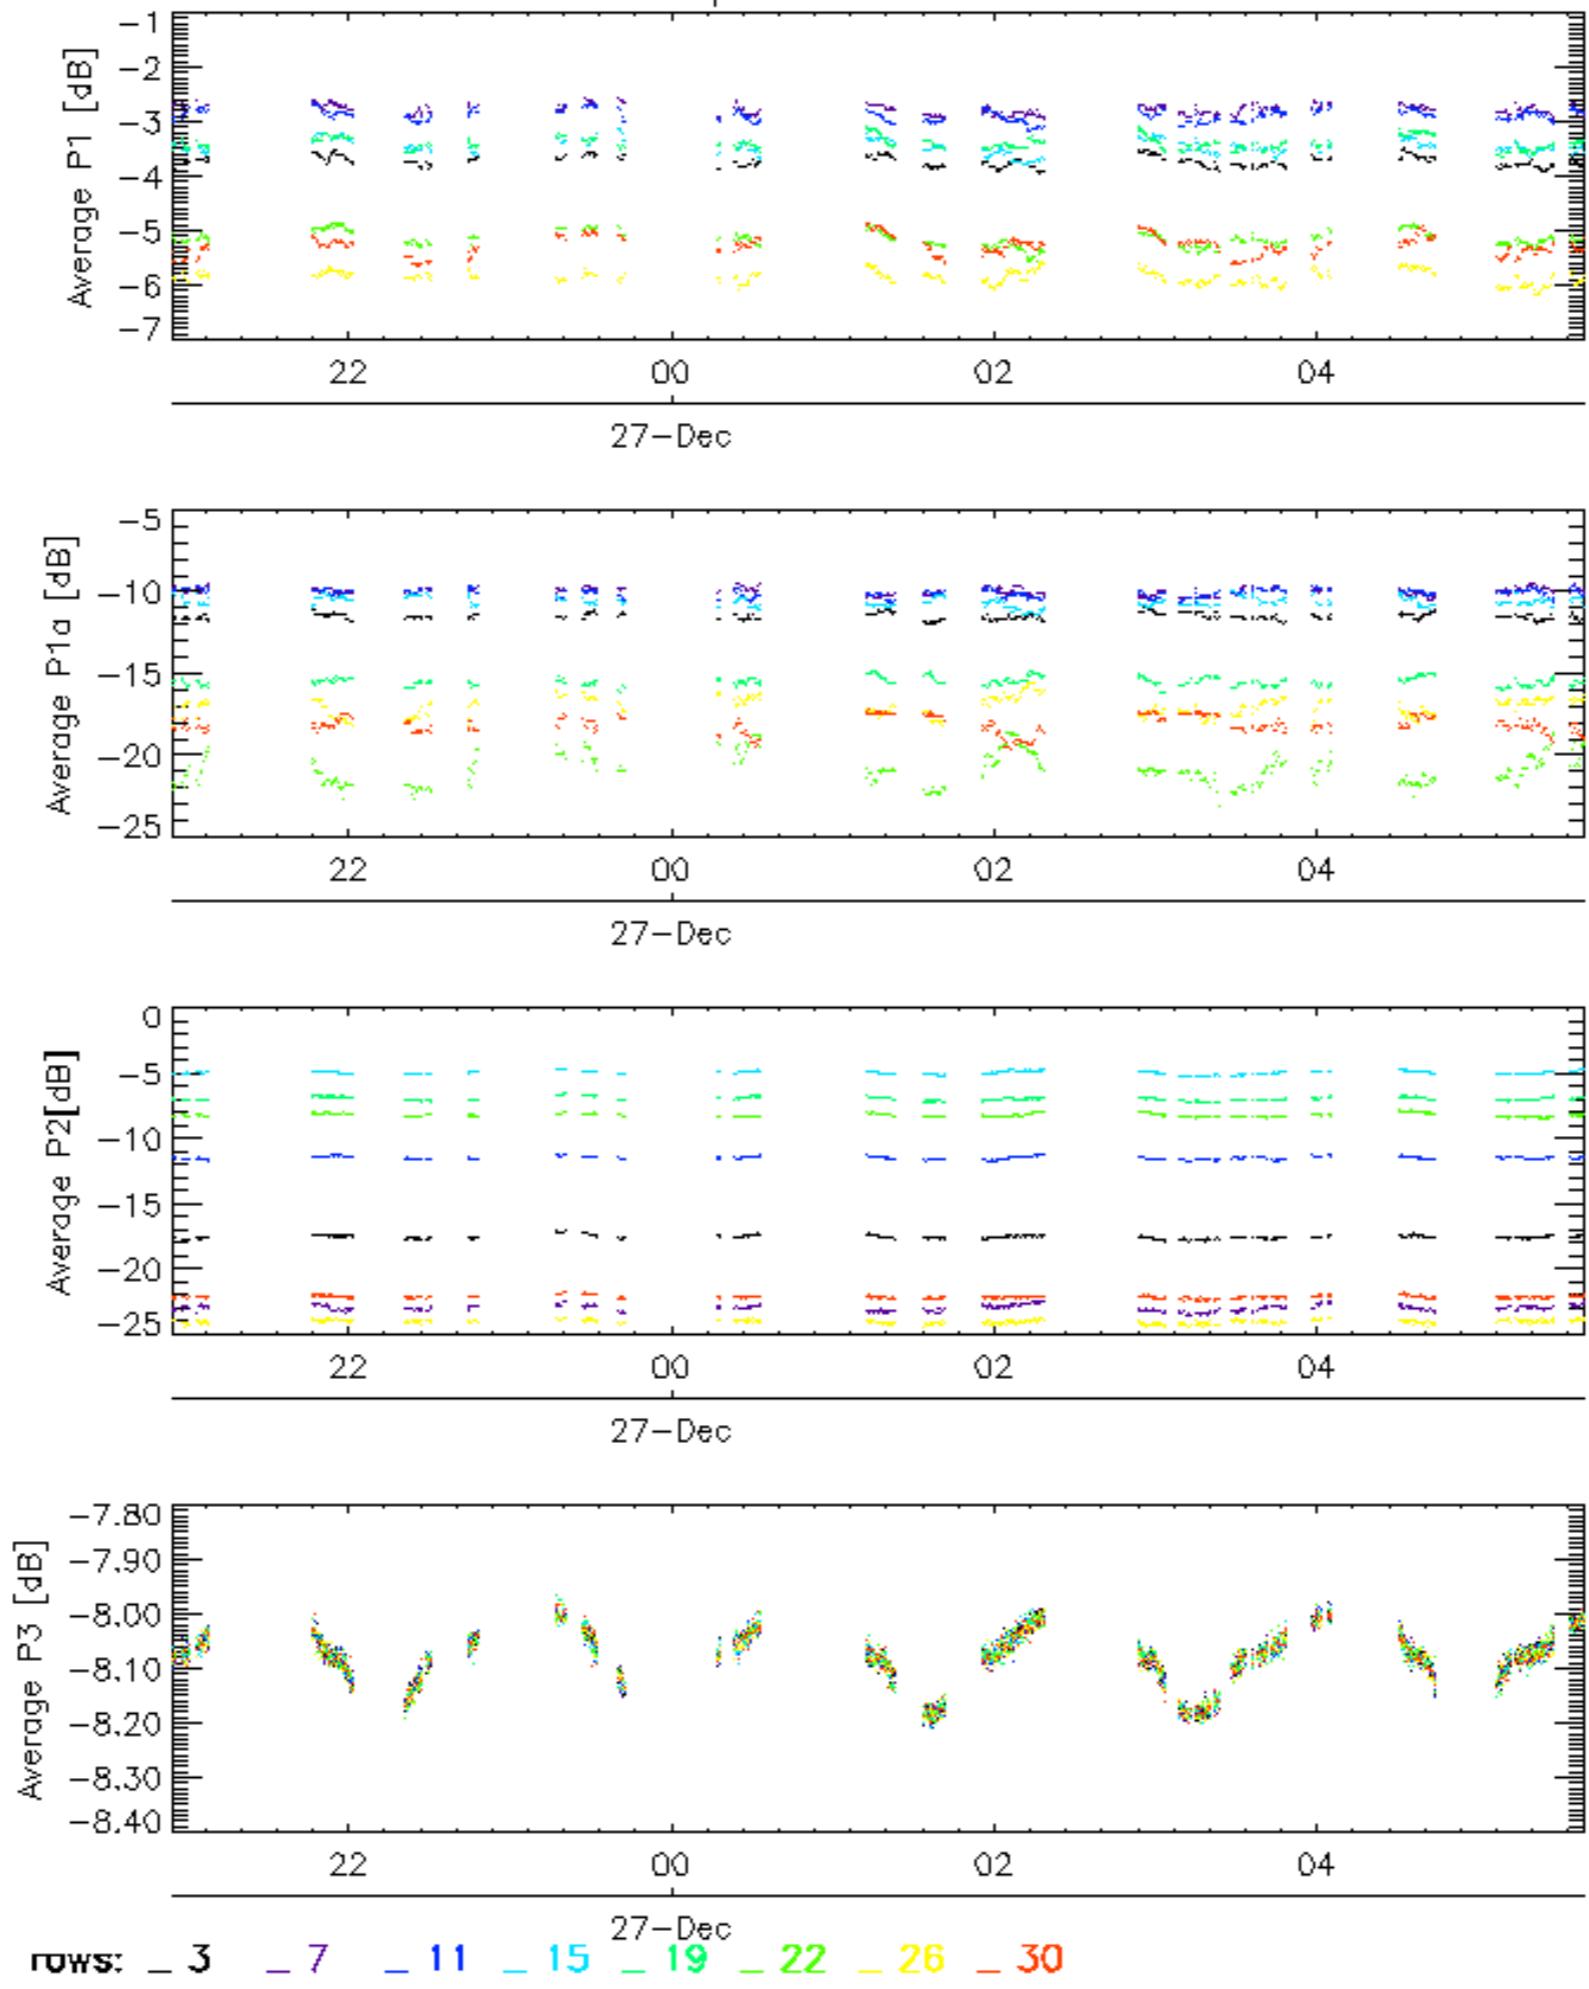 -1
-2
-3
-4
-5
-6
-7
Average P1 [dB]
22 00 02 04
27-Dec
-5
-10
-15
-20
-25
Average P1a [dB]
22 00 02 04
27-Dec
0
-5
-10
-15
-20
-25
Average P2[dB]
22 00 02 04
27-Dec
-7.80
-7.90
-8.00
-8.10
-8.20
-8.30
-8.40
Average P3 [dB]
22 00 02 04
27-Dec
rows: _ 3 _ 7 _ 11 _ 15 _ 19 _ 22 _ 26 _ 30